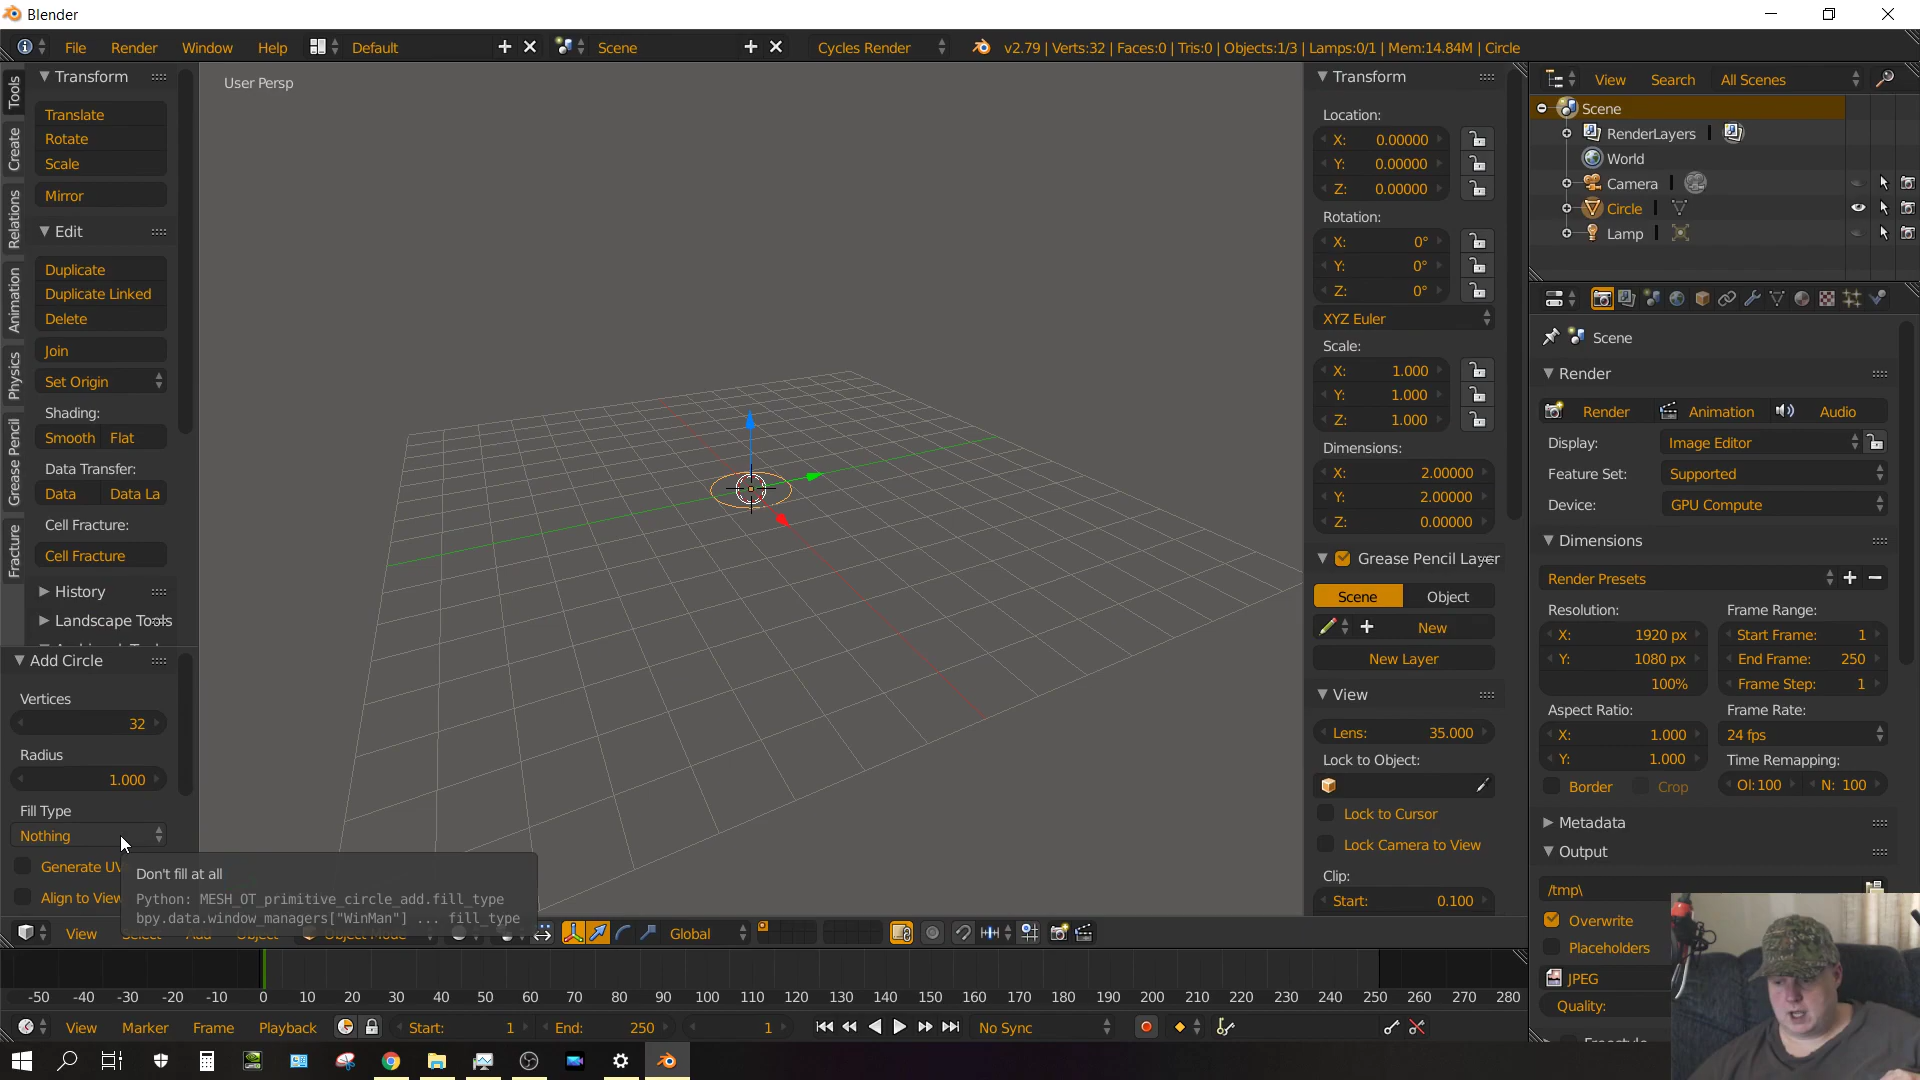 Blender
File Render Window Help Default Scene Cycles Render v2.79 | Verts:32 | Faces:0 | Tris:0 | Objects:1/3 | Lamps:0/1 | Mem:14.84M | Circle
Tools
Create
Relations
Animation
Physics
Grease Pencil
Fracture
Transform
Translate
Rotate
Scale
Mirror
Edit
Duplicate
Duplicate Linked
Delete
Join
Set Origin
Shading:
Smooth Flat
Data Transfer:
Data Data La
Cell Fracture:
Cell Fracture
History
Landscape Tools
Add Circle
Vertices
32
Radius
1.000
Fill Type
Nothing
Generate UV
Align to View
Don't fill at all
Python: MESH_OT_primitive_circle_add.fill_type
bpy.data.window_managers["WinMan"] ... fill_type
User Persp
View Select Add Object Object Mode Global
Transform
Location:
X: 0.00000
Y: 0.00000
Z: 0.00000
Rotation:
X: 0°
Y: 0°
Z: 0°
XYZ Euler
Scale:
X: 1.000
Y: 1.000
Z: 1.000
Dimensions:
X: 2.00000
Y: 2.00000
Z: 0.00000
Grease Pencil Layer
Scene Object
New
New Layer
View
Lens: 35.000
Lock to Object:
Lock to Cursor
Lock Camera to View
Clip:
Start: 0.100
View Search All Scenes
Scene
RenderLayers
World
Camera
Circle
Lamp
Scene
Render
Render Animation Audio
Display: Image Editor
Feature Set: Supported
Device: GPU Compute
Dimensions
Render Presets
Resolution: Frame Range:
X: 1920 px Start Frame: 1
Y: 1080 px End Frame: 250
100% Frame Step: 1
Aspect Ratio: Frame Rate:
X: 1.000 24 fps
Y: 1.000 Time Remapping:
Border Crop Ol:100 N: 100
Metadata
Output
/tmp\
Overwrite
Placeholders
JPEG
Quality:
-50 -40 -30 -20 -10 0 10 20 30 40 50 60 70 80 90 100 110 120 130 140 150 160 170 180 190 200 210 220 230 240 250 260 270 280
View Marker Frame Playback Start: 1 End: 250 1 No Sync